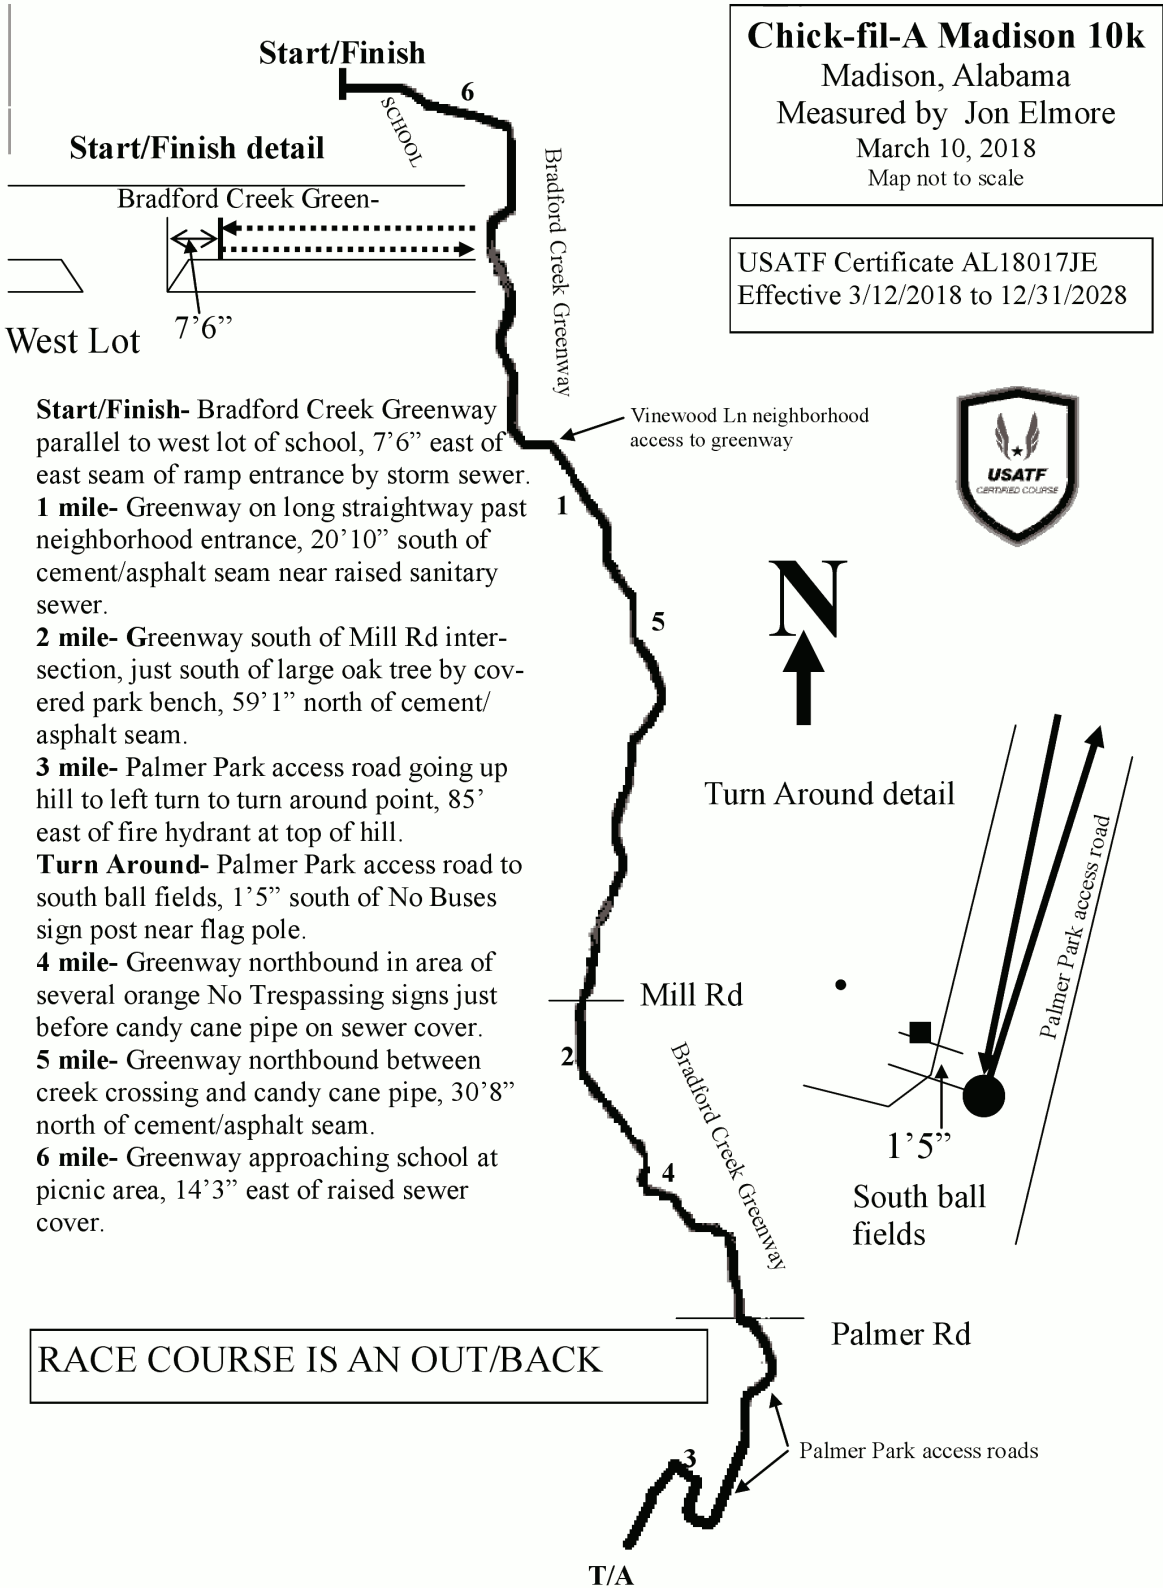 Start/Finish
6
SCHOOL
Chick-fil-A Madison 10k
Madison, Alabama
Measured by Jon Elmore
March 10, 2018
Map not to scale
Start/Finish detail
Bradford Creek Green-
7’6”
West Lot
Bradford Creek Greenway
USATF Certificate AL18017JE
Effective 3/12/2018 to 12/31/2028
Start/Finish- Bradford Creek Greenway
parallel to west lot of school, 7’6” east of
east seam of ramp entrance by storm sewer.
1 mile- Greenway on long straightway past
neighborhood entrance, 20’10” south of
cement/asphalt seam near raised sanitary
sewer.
2 mile- Greenway south of Mill Rd inter-
section, just south of large oak tree by cov-
ered park bench, 59’1” north of cement/
asphalt seam.
3 mile- Palmer Park access road going up
hill to left turn to turn around point, 85’
east of fire hydrant at top of hill.
Turn Around- Palmer Park access road to
south ball fields, 1’5” south of No Buses
sign post near flag pole.
4 mile- Greenway northbound in area of
several orange No Trespassing signs just
before candy cane pipe on sewer cover.
5 mile- Greenway northbound between
creek crossing and candy cane pipe, 30’8”
north of cement/asphalt seam.
6 mile- Greenway approaching school at
picnic area, 14’3” east of raised sewer
cover.
Vinewood Ln neighborhood
access to greenway
USATF
CERTIFIED COURSE
1
N
5
Turn Around detail
Palmer Park access road
Mill Rd
2
Bradford Creek Greenway
1’5”
4
South ball
fields
Palmer Rd
RACE COURSE IS AN OUT/BACK
Palmer Park access roads
3
T/A